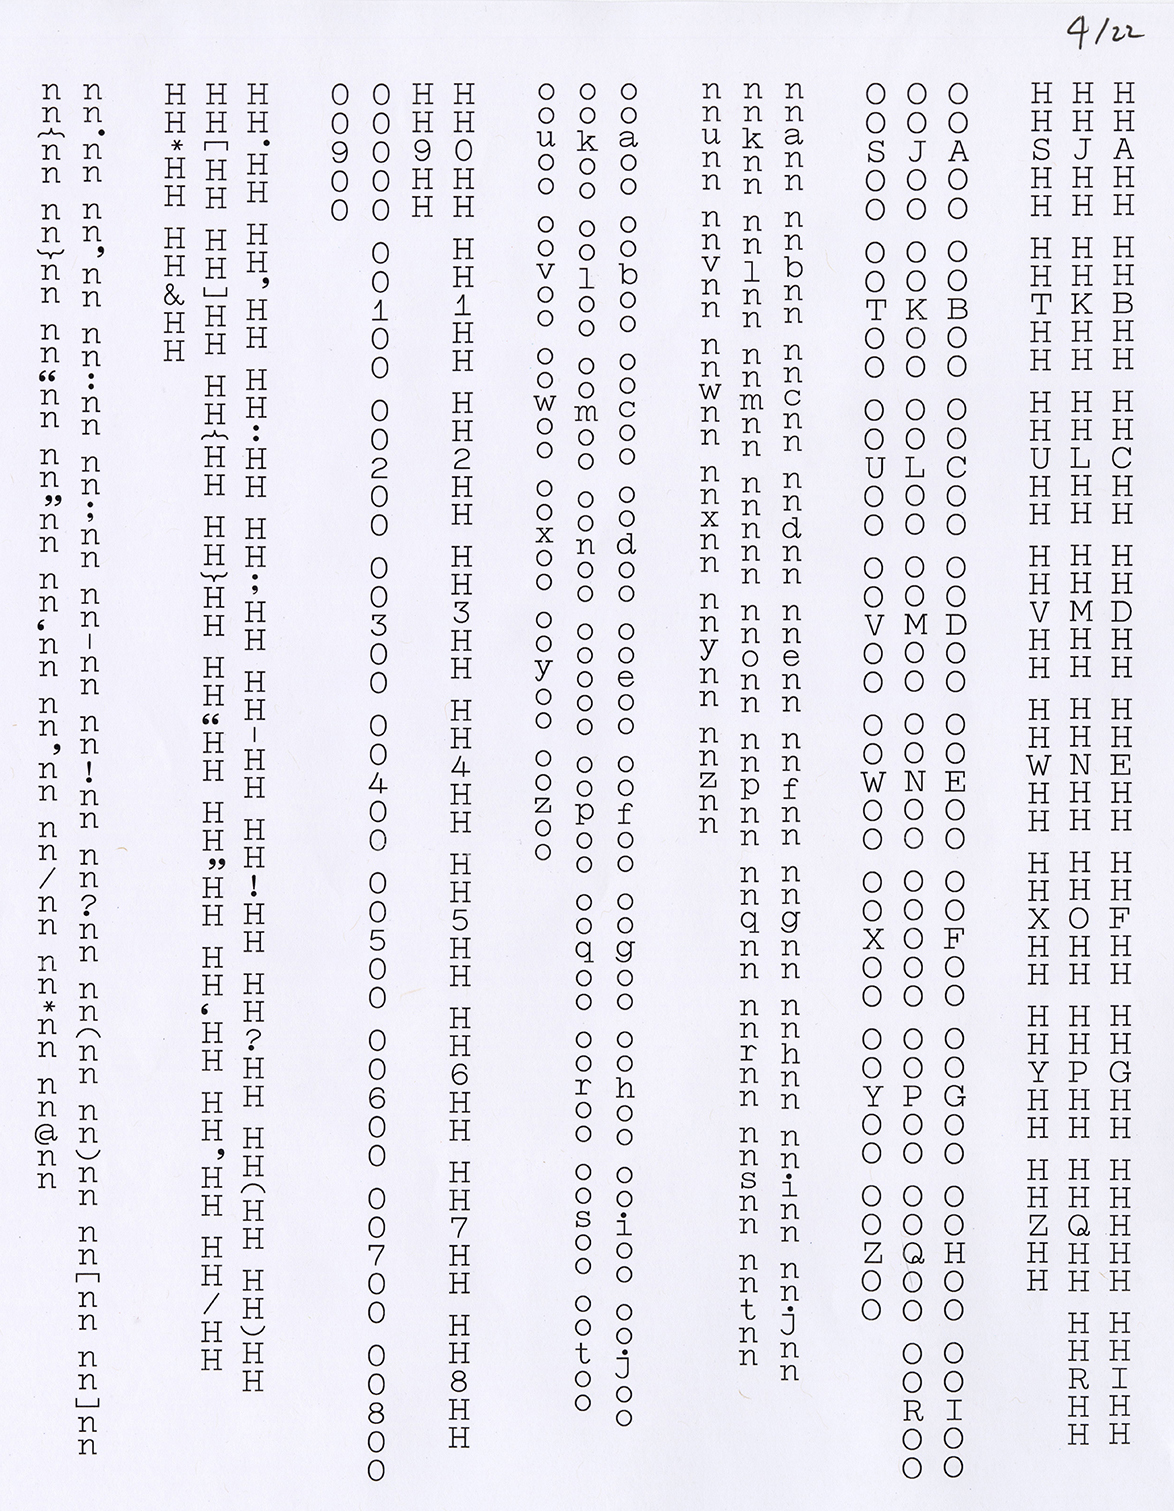 4/22
HHAHH HHBHH HHCHH HHDHH HHEHH HHFHH HHGHH HHHHH HHIHH
HHJHH HHKHH HHLHH HHMHH HHNHH HHOHH HHPHH HHQHH HHRHH
HHSHH HHTHH HHUHH HHVHH HHWHH HHXHH HHYHH HHZHH
OOAOO OOBOO OOCOO OODOO OOEOO OOFOO OOGOO OOHOO OOIOO
OOJOO OOKOO OOLOO OOMOO OONOO OOOOO OOPOO OOQOO OOROO
OOSOO OOTOO OOUOO OOVOO OOWOO OOXOO OOYOO OOZOO
nnann nnbnn nncnn nndnn nnenn nnfnn nngnn nnhnn nninn nnjnn
nnknn nnlnn nnmnn nnnnn nnonn nnpnn nnqnn nnrnn nnsnn nntnn
nnunn nnvnn nnwnn nnxnn nnynn nnznn
ooaoo ooboo oocoo oodoo ooeoo oofoo oogoo oohoo ooioo oojoo
ookoo ooloo oomoo oonoo ooooo oopoo ooqoo ooroo oosoo ootoo
oouoo oovoo oowoo ooxoo ooyoo oozoo
HH0HH HH1HH HH2HH HH3HH HH4HH HH5HH HH6HH HH7HH HH8HH
HH9HH
00000 00100 00200 00300 00400 00500 00600 00700 00800
00900
HH.HH HH,HH HH:HH HH;HH HH-HH HH!HH HH?HH HH(HH HH)HH
HH[HH HH]HH HH{HH HH}HH HH“HH HH”HH HH‘HH HH’HH HH/HH
HH*HH HH&HH
nn.nn nn,nn nn:nn nn;nn nn-nn nn!nn nn?nn nn(nn nn)nn nn[nn nn]nn
nn{nn nn}nn nn“nn nn”nn nn‘nn nn’nn nn/nn nn*nn nn@nn